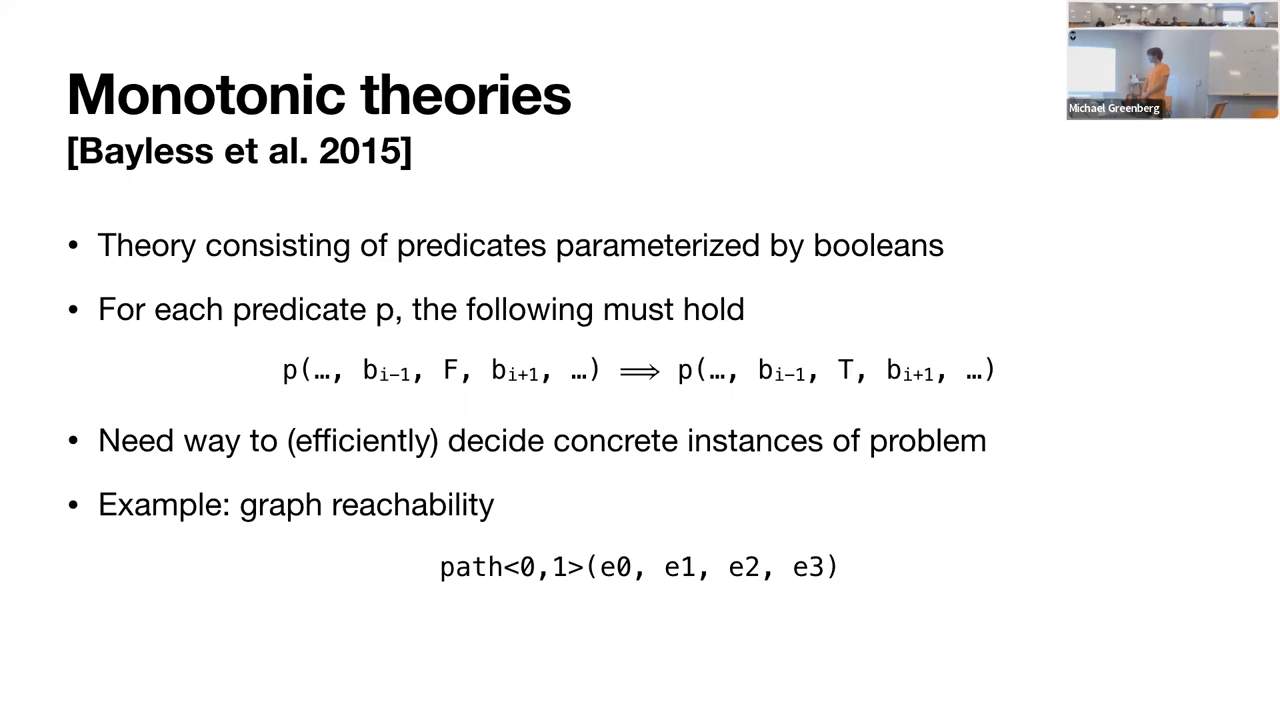 Monotonic theories
[Bayless et al. 2015]
• Theory consisting of predicates parameterized by booleans
• For each predicate p, the following must hold
p(…, bᵢ₋₁, F, bᵢ₊₁, …) ⟹ p(…, bᵢ₋₁, T, bᵢ₊₁, …)
• Need way to (efficiently) decide concrete instances of problem
• Example: graph reachability
path<0,1>(e0, e1, e2, e3)
Michael Greenberg